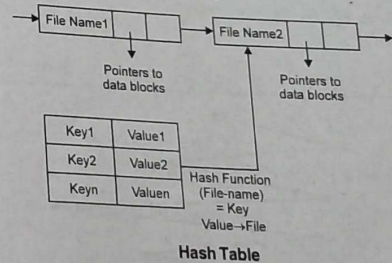 File Name1
File Name2
Pointers to
data blocks
Pointers to
data blocks
Key1 Value1
Key2 Value2
Keyn Valuen
Hash Function
(File-name)
= Key
Value→File
Hash Table